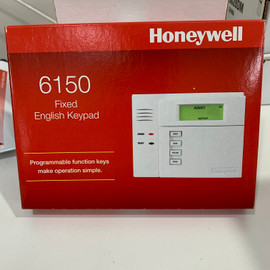 Honeywell
6150
Fixed
English Keypad
Programmable function keys
make operation simple.